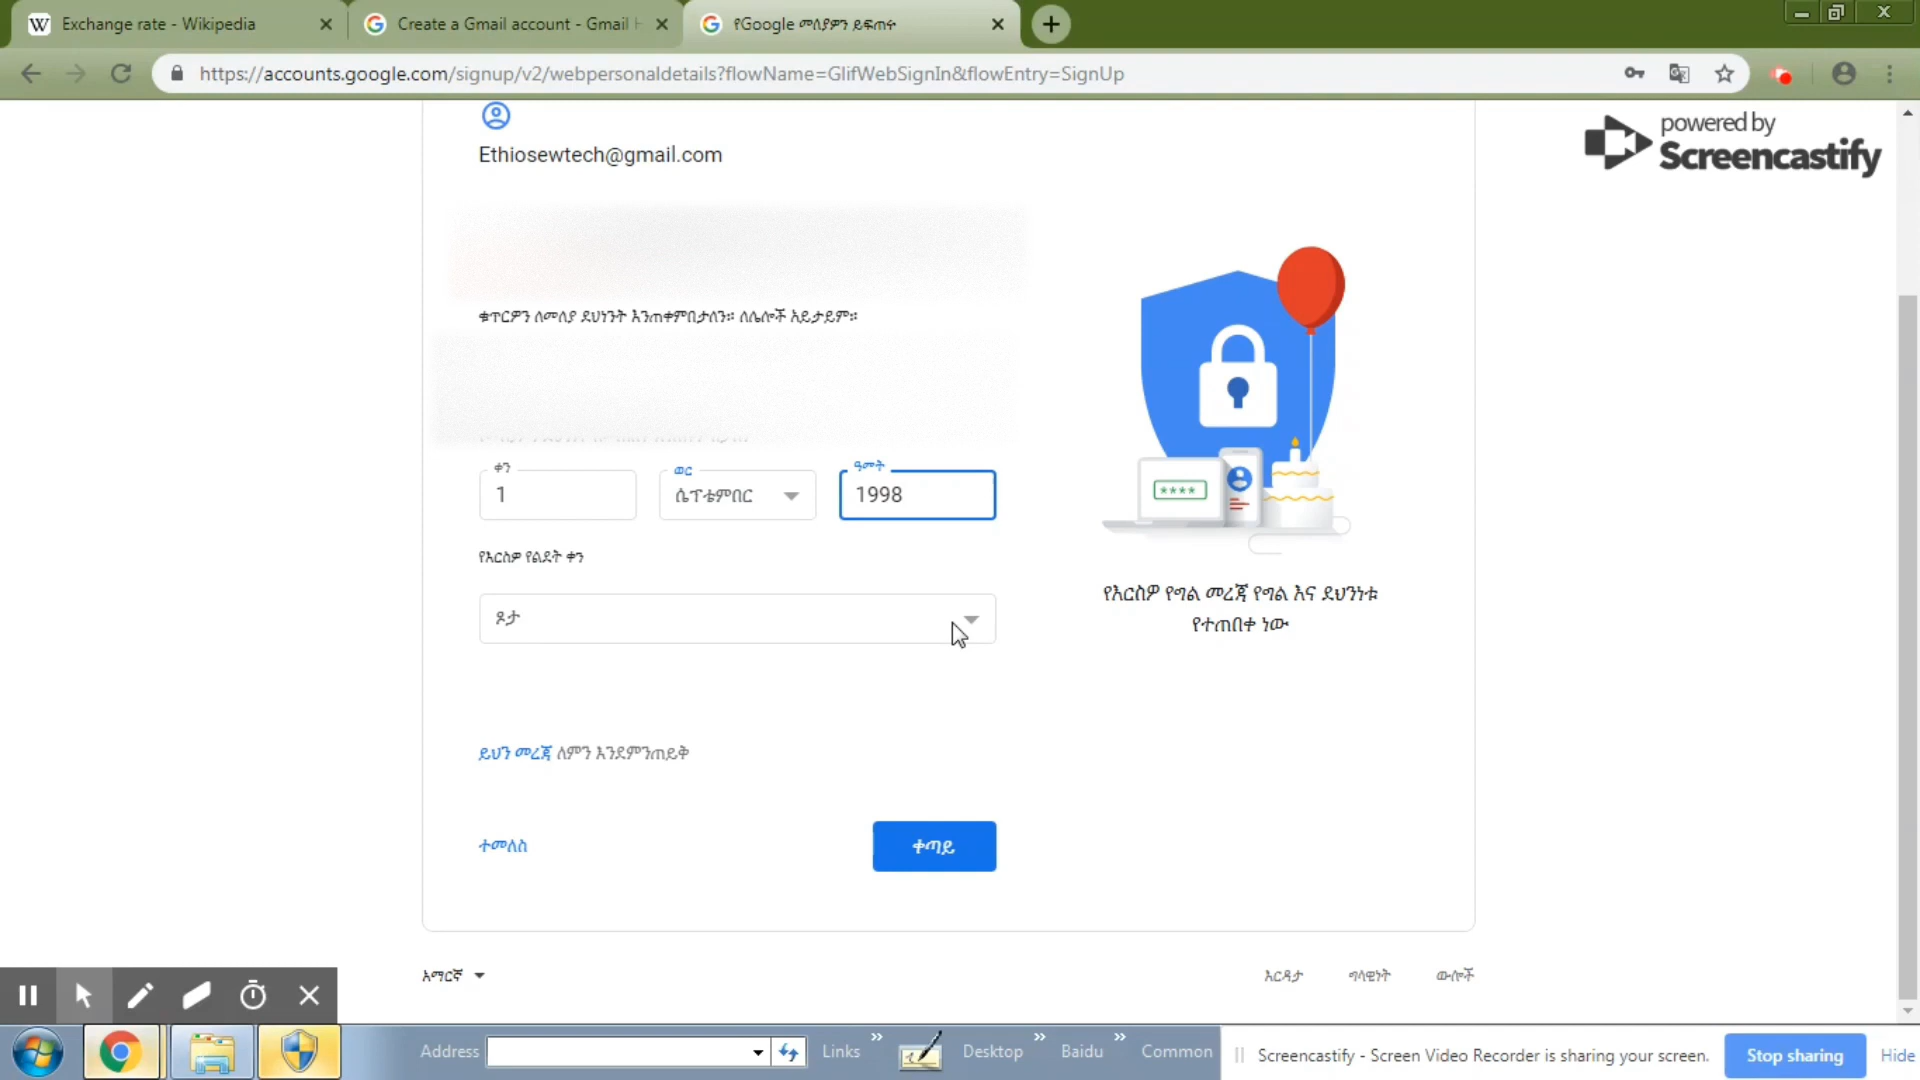 Exchange rate - Wikipedia
Create a Gmail account - Gmail H
የGoogle መለያዎን ይፍጠሩ
https://accounts.google.com/signup/v2/webpersonaldetails?flowName=GlifWebSignIn&flowEntry=SignUp
powered by
Screencastify
Ethiosewtech@gmail.com
ቁጥርዎን ለመለያ ደህንነት እንጠቀምበታለን። ለሌሎች አይታይም።
ቀን
ወር
ዓመት
1
ሴፕቴምበር
1998
የእርስዎ የልደት ቀን
ጾታ
****
የእርስዎ የግል መረጃ የግል እና ደህንነቱ
የተጠበቀ ነው
ይህን መረጃ ለምን እንደምንጠይቅ
ተመለስ
ቀጣይ
አማርኛ
እርዳታ
ግላዊነት
ውሎች
Address
Links
Desktop
Baidu
Common
Screencastify - Screen Video Recorder is sharing your screen.
Stop sharing
Hide